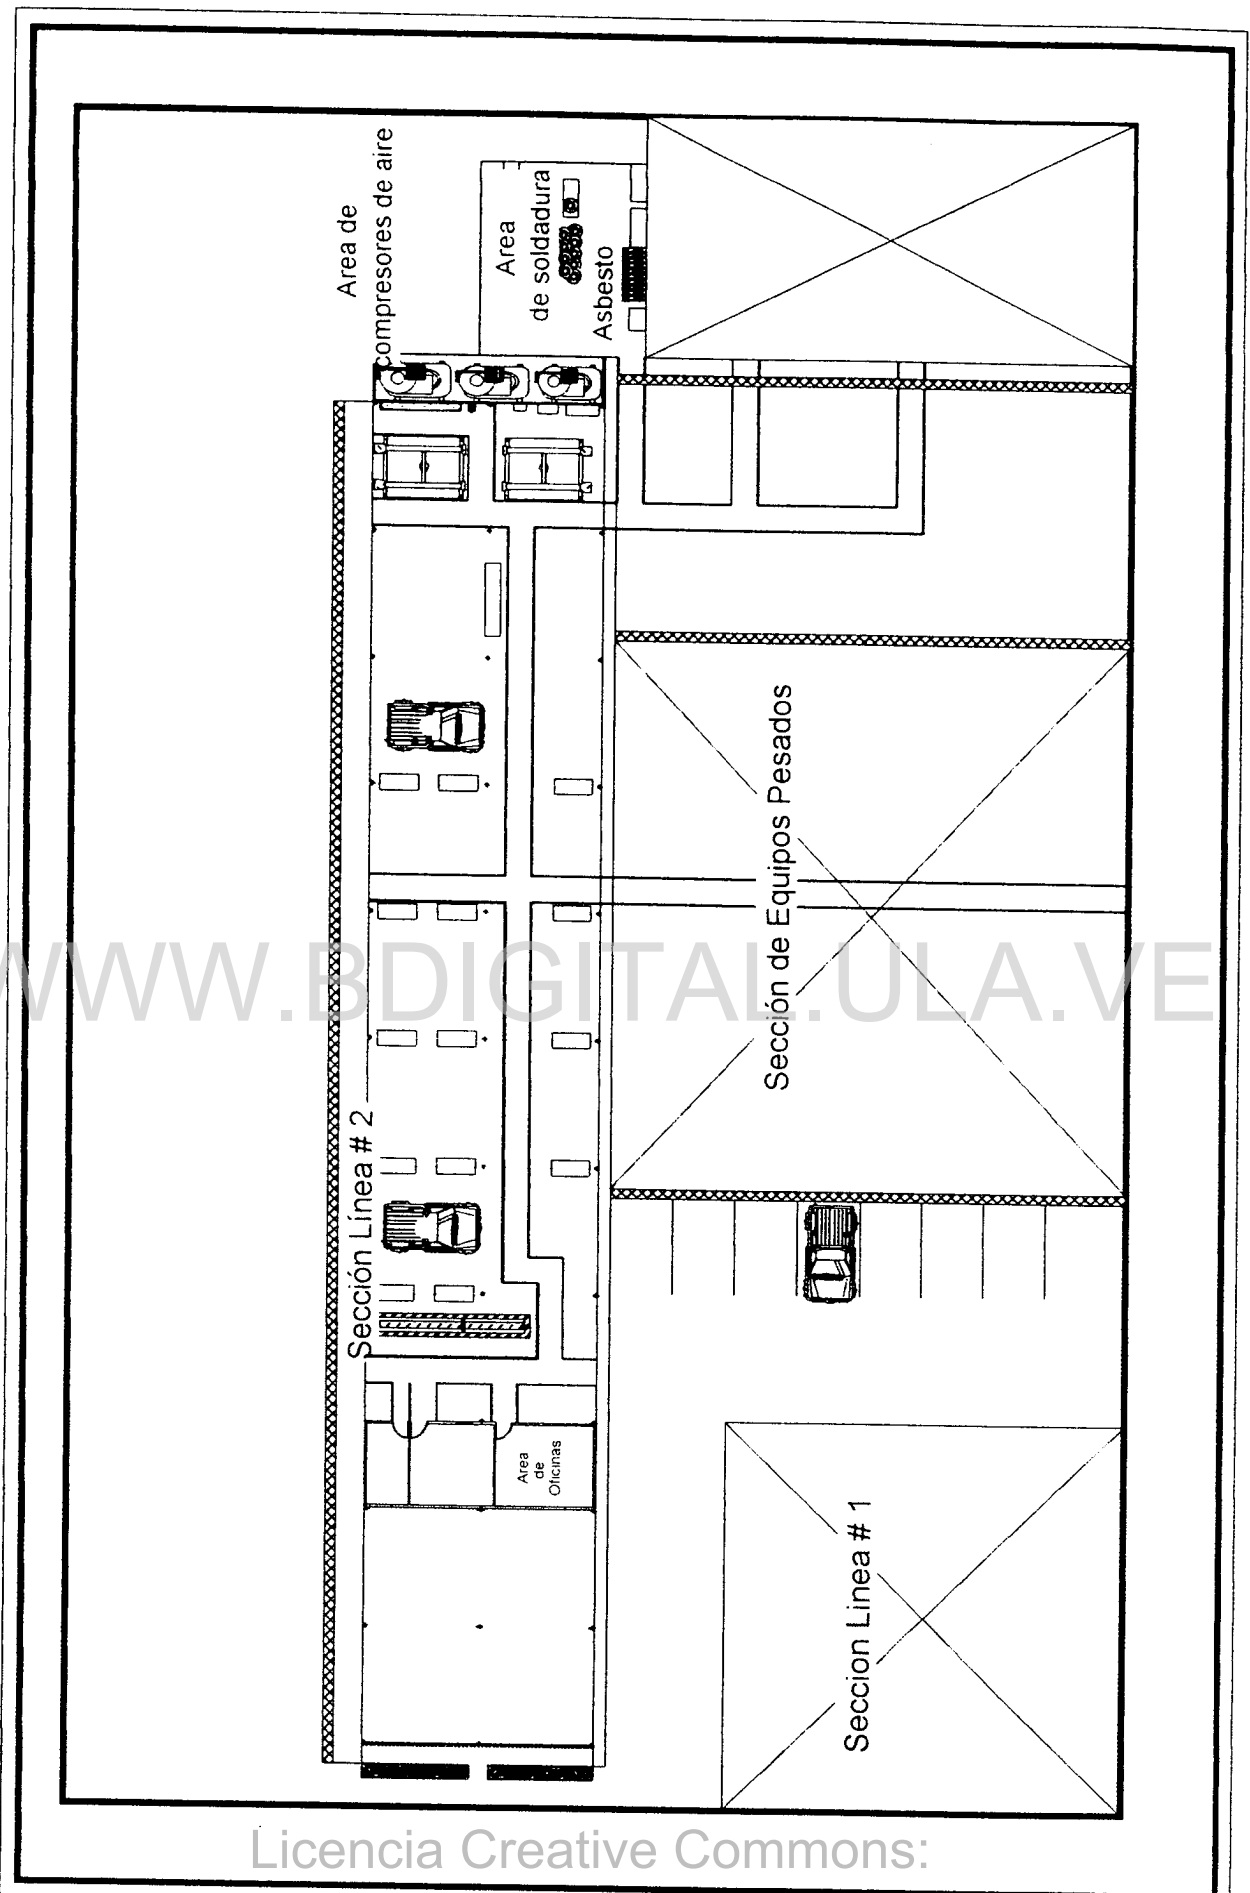 Area de
compresores de aire
Area
de soldadura
Asbesto
Sección de Equipos Pesados
Sección Línea # 2
Area
de
Oficinas
Seccion Linea # 1
WWW.BDIGITAL.ULA.VE
Licencia Creative Commons: